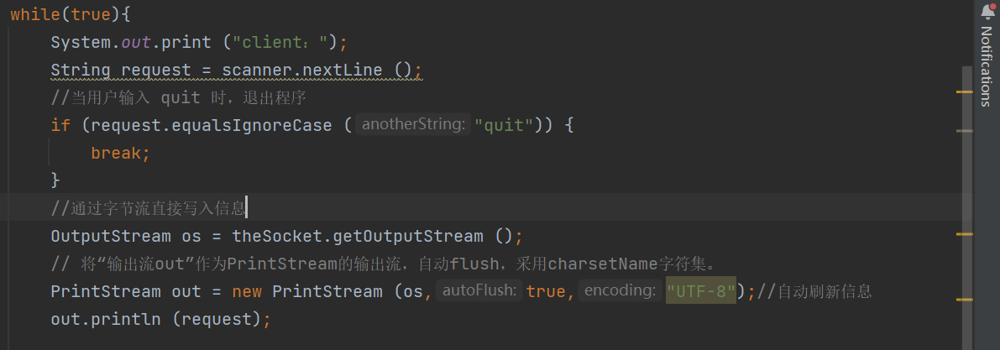 while(true){
System.out.print ("client：");
String request = scanner.nextLine ();
//当用户输入 quit 时，退出程序
if (request.equalsIgnoreCase ( anotherString: "quit")) {
break;
}
//通过字节流直接写入信息
OutputStream os = theSocket.getOutputStream ();
// 将“输出流out”作为PrintStream的输出流，自动flush，采用charsetName字符集。
PrintStream out = new PrintStream (os, autoFlush: true, encoding: "UTF-8");//自动刷新信息
out.println (request);
Notifications